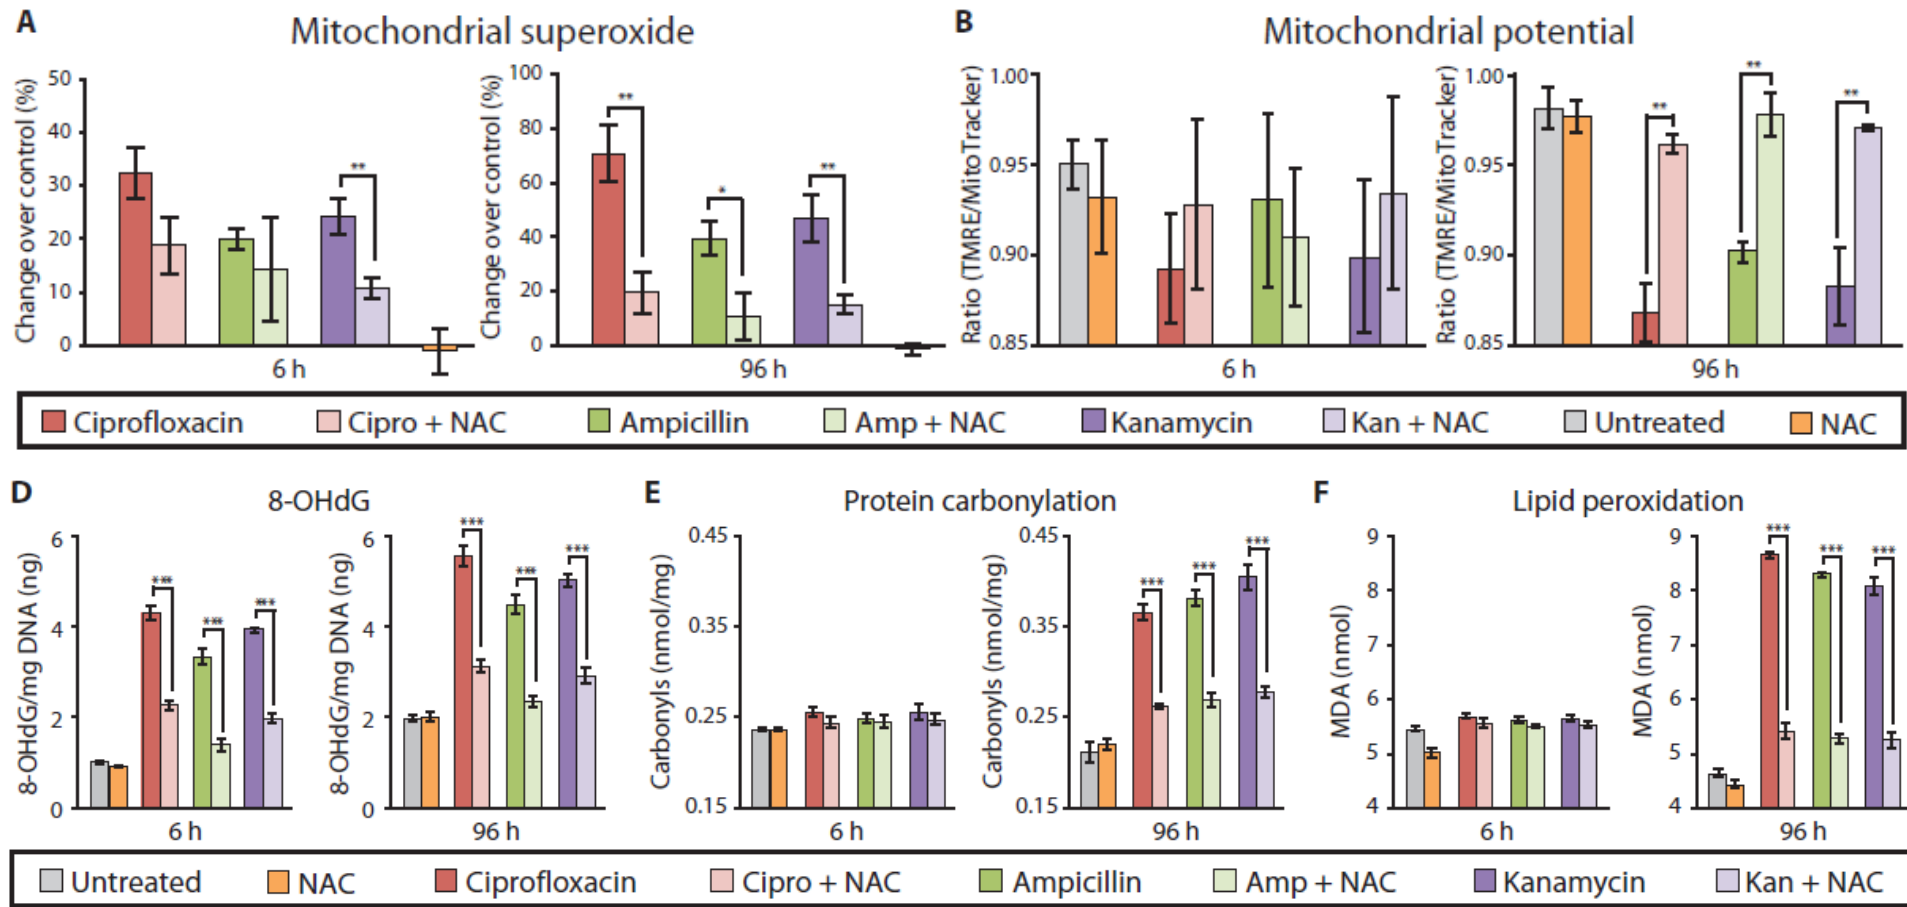 A
Mitochondrial superoxide
Change over control (%)
50
40
30
20
10
0
**
6 h
Change over control (%)
100
80
60
40
20
0
**
*
**
96 h
B
Mitochondrial potential
Ratio (TMRE/MitoTracker)
1.00
0.95
0.90
0.85
6 h
Ratio (TMRE/MitoTracker)
1.00
0.95
0.90
0.85
**
**
**
96 h
Ciprofloxacin Cipro + NAC Ampicillin Amp + NAC Kanamycin Kan + NAC Untreated NAC
D
8-OHdG
8-OHdG/mg DNA (ng)
6
4
2
0
***
***
***
6 h
8-OHdG/mg DNA (ng)
6
4
2
0
***
***
***
96 h
E
Protein carbonylation
Carbonyls (nmol/mg)
0.45
0.35
0.25
0.15
6 h
Carbonyls (nmol/mg)
0.45
0.35
0.25
0.15
***
***
***
96 h
F
Lipid peroxidation
MDA (nmol)
9
8
7
6
5
4
6 h
MDA (nmol)
9
8
7
6
5
4
***
***
***
96 h
Untreated NAC Ciprofloxacin Cipro + NAC Ampicillin Amp + NAC Kanamycin Kan + NAC